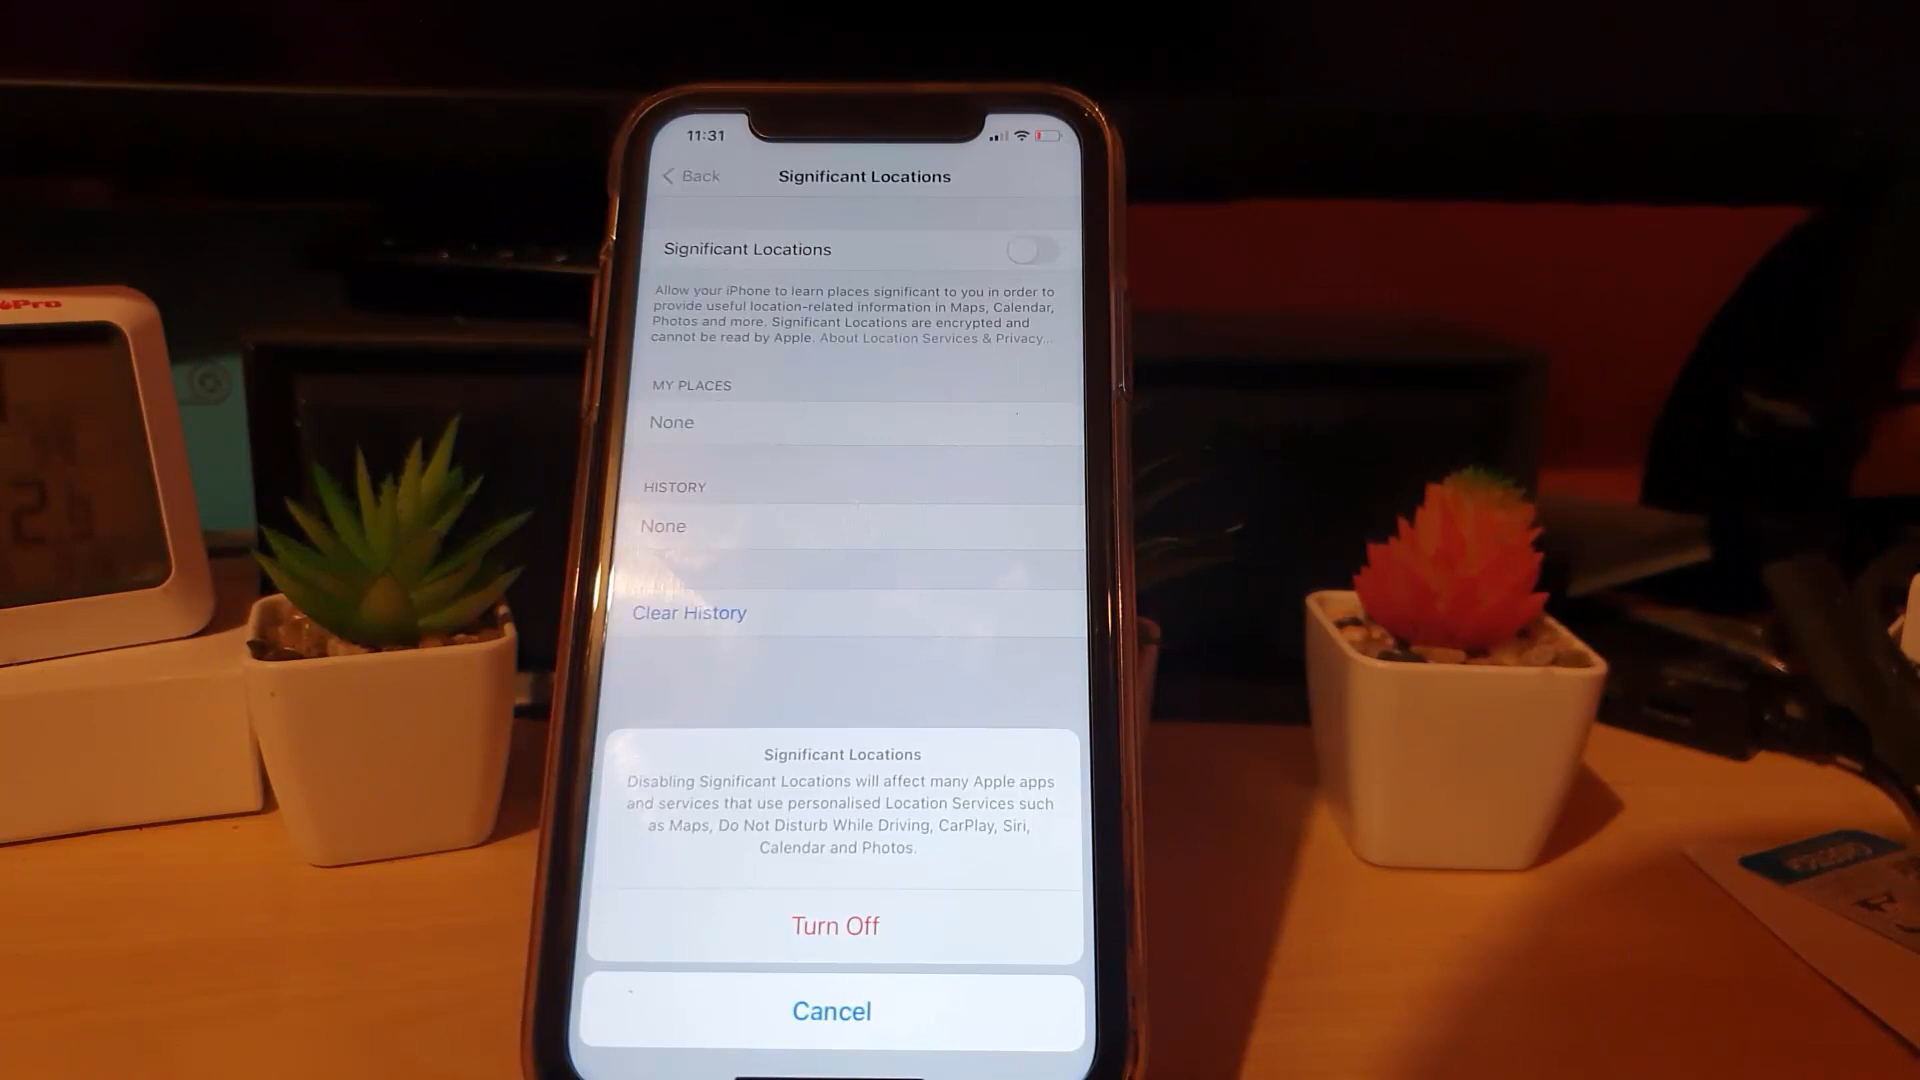 11:31
Back
Significant Locations
Significant Locations
Allow your iPhone to learn places significant to you in order to
provide useful location-related information in Maps, Calendar,
Photos and more. Significant Locations are encrypted and
cannot be read by Apple. About Location Services & Privacy...
MY PLACES
None
HISTORY
None
Clear History
Significant Locations
Disabling Significant Locations will affect many Apple apps
and services that use personalised Location Services such
as Maps, Do Not Disturb While Driving, CarPlay, Siri,
Calendar and Photos.
Turn Off
Cancel
Pro